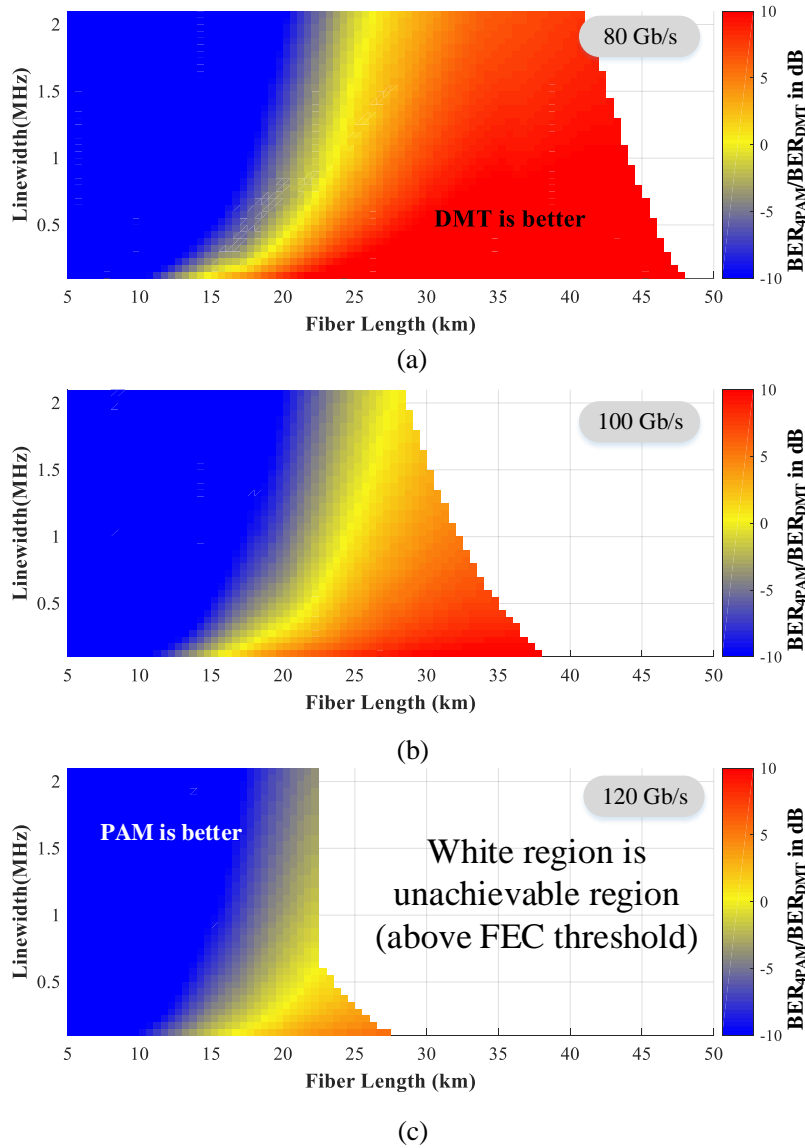 2
1.5
1
0.5
Linewidth(MHz)
80 Gb/s
DMT is better
5 10 15 20 25 30 35 40 45 50
Fiber Length (km)
10
5
0
-5
-10
BER4PAM/BERDMT in dB
(a)
2
1.5
1
0.5
Linewidth(MHz)
100 Gb/s
5 10 15 20 25 30 35 40 45 50
Fiber Length (km)
10
5
0
-5
-10
BER4PAM/BERDMT in dB
(b)
2
1.5
1
0.5
Linewidth(MHz)
120 Gb/s
PAM is better
White region is
unachievable region
(above FEC threshold)
5 10 15 20 25 30 35 40 45 50
Fiber Length (km)
10
5
0
-5
-10
BER4PAM/BERDMT in dB
(c)